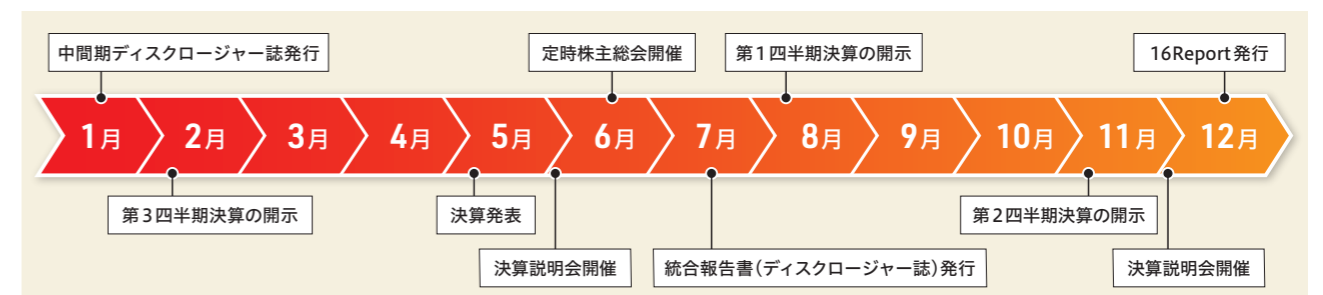 中間期ディスクロージャー誌発行
定時株主総会開催
第1四半期決算の開示
16Report発行
1月
2月
3月
4月
5月
6月
7月
8月
9月
10月
11月
12月
第3四半期決算の開示
決算発表
第2四半期決算の開示
決算説明会開催
統合報告書(ディスクロージャー誌)発行
決算説明会開催